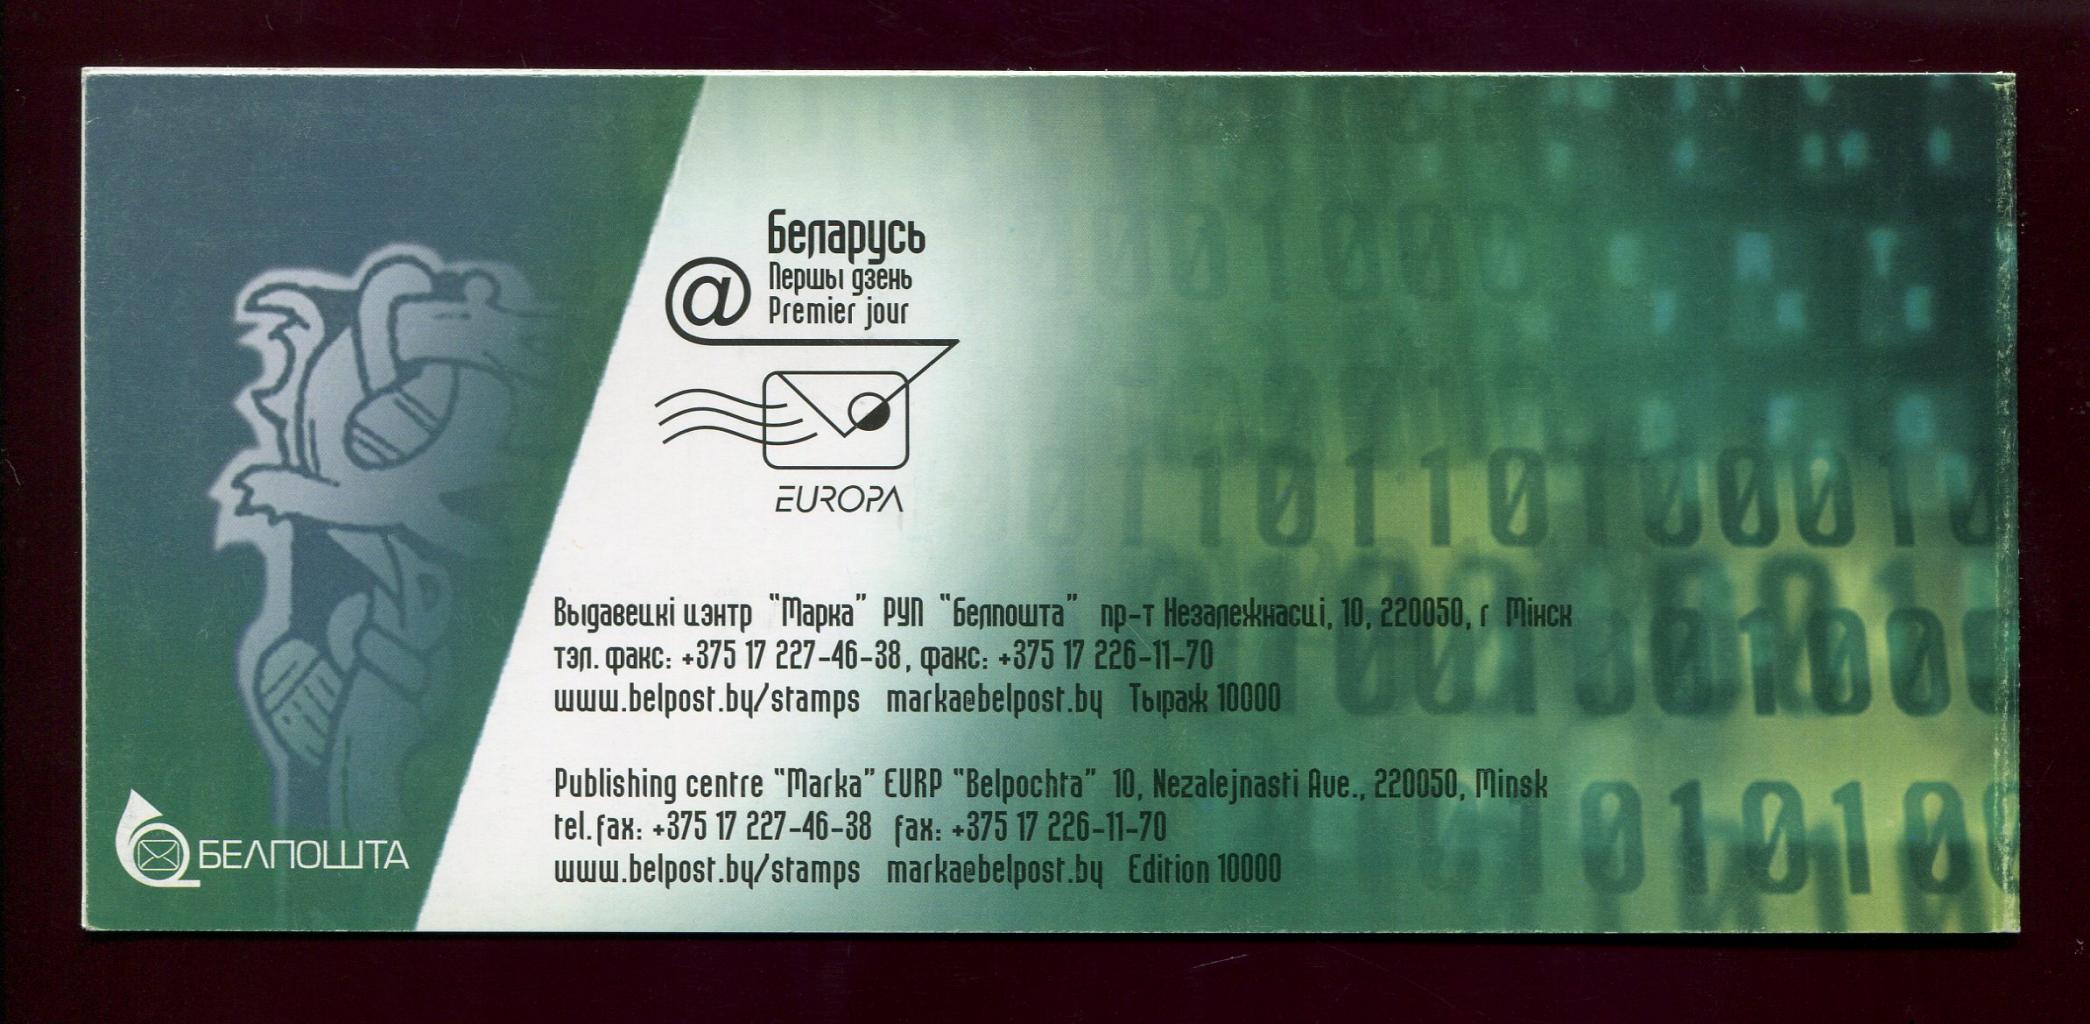 Беларусь
Першы дзень
Premier jour
@
EUROPA
Выдавецкі цэнтр "Марка" РУП "Белпошта" пр-т Незалежнасці, 10, 220050, г Мінск
тэл. факс: +375 17 227-46-38, факс: +375 17 226-11-70
www.belpost.by/stamps marka@belpost.by Тыраж 10000
Publishing centre "Marka" EURP "Belpochta" 10, Nezalejnasti Ave., 220050, Minsk
tel. fax: +375 17 227-46-38 fax: +375 17 226-11-70
www.belpost.by/stamps marka@belpost.by Edition 10000
БЕЛПОШТА